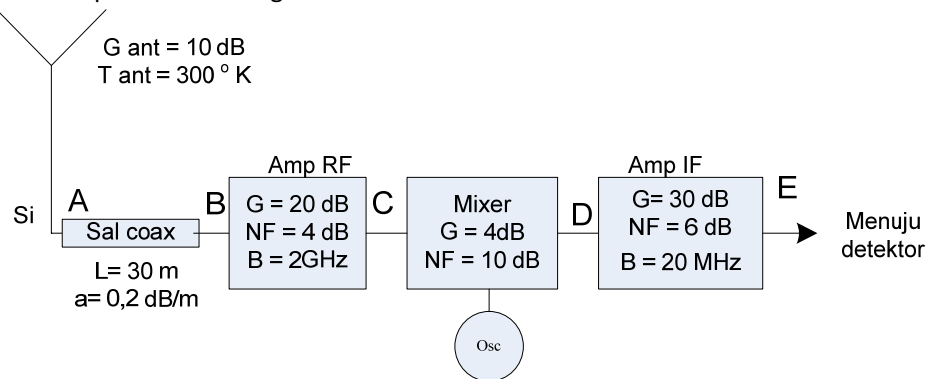 G ant = 10 dB
T ant = 300 ° K
Si
A
Sal coax
L= 30 m
a= 0,2 dB/m
B
Amp RF
G = 20 dB
NF = 4 dB
B = 2GHz
C
Mixer
G = 4dB
NF = 10 dB
Osc
D
Amp IF
G= 30 dB
NF = 6 dB
B = 20 MHz
E
Menuju
detektor